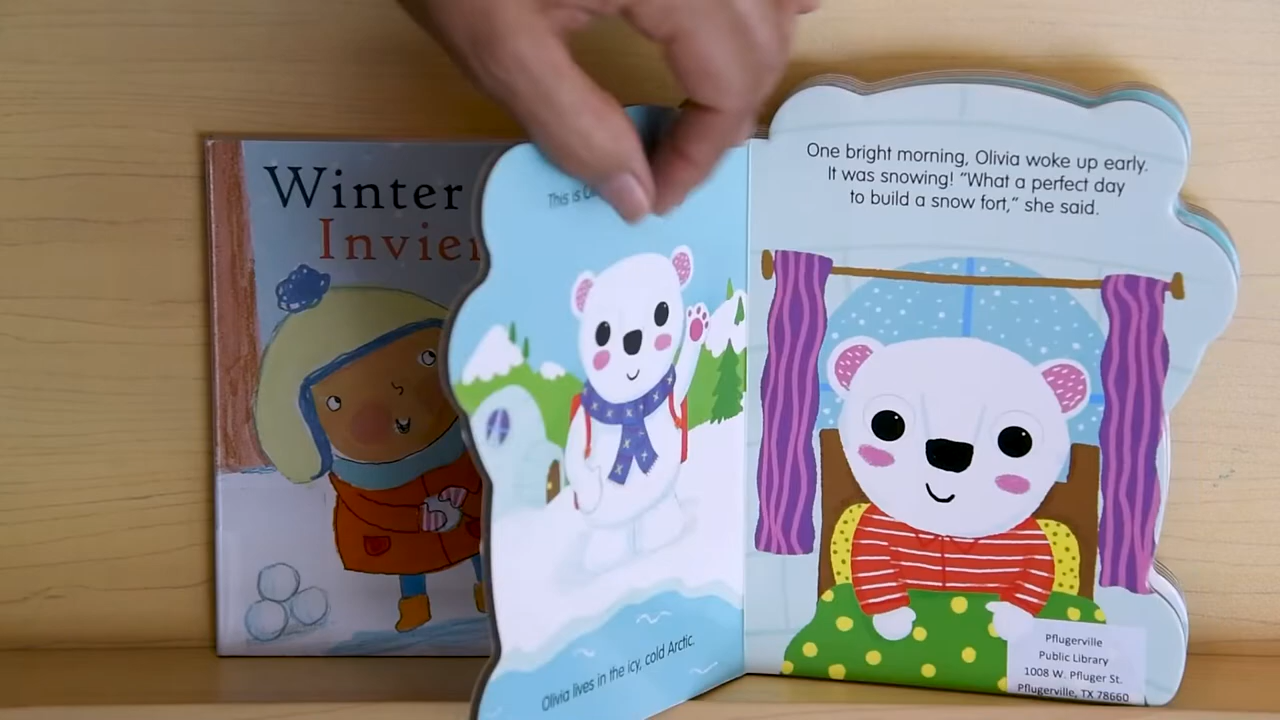 Winter
Invier
This is
Olivia lives in the icy, cold Arctic.
One bright morning, Olivia woke up early.
It was snowing! “What a perfect day
to build a snow fort,” she said.
Pflugerville
Public Library
1008 W. Pfluger St.
Pflugerville, TX 78660